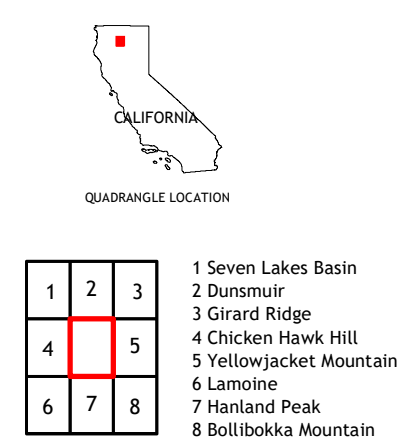 CALIFORNIA
QUADRANGLE LOCATION
1 2 3
4 5
6 7 8
1 Seven Lakes Basin
2 Dunsmuir
3 Girard Ridge
4 Chicken Hawk Hill
5 Yellowjacket Mountain
6 Lamoine
7 Hanland Peak
8 Bollibokka Mountain